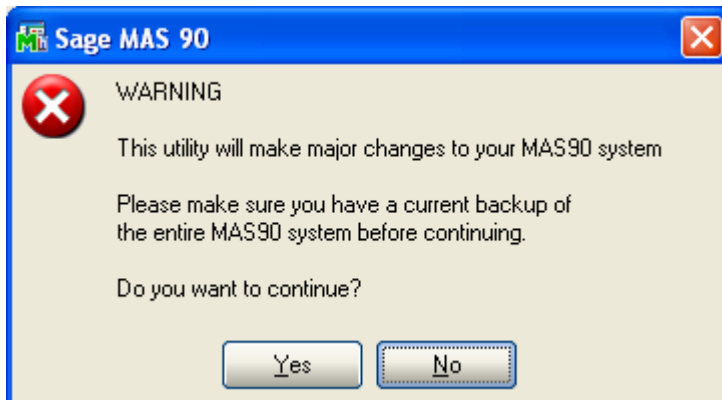 Sage MAS 90
WARNING
This utility will make major changes to your MAS90 system
Please make sure you have a current backup of
the entire MAS90 system before continuing.
Do you want to continue?
Yes
No